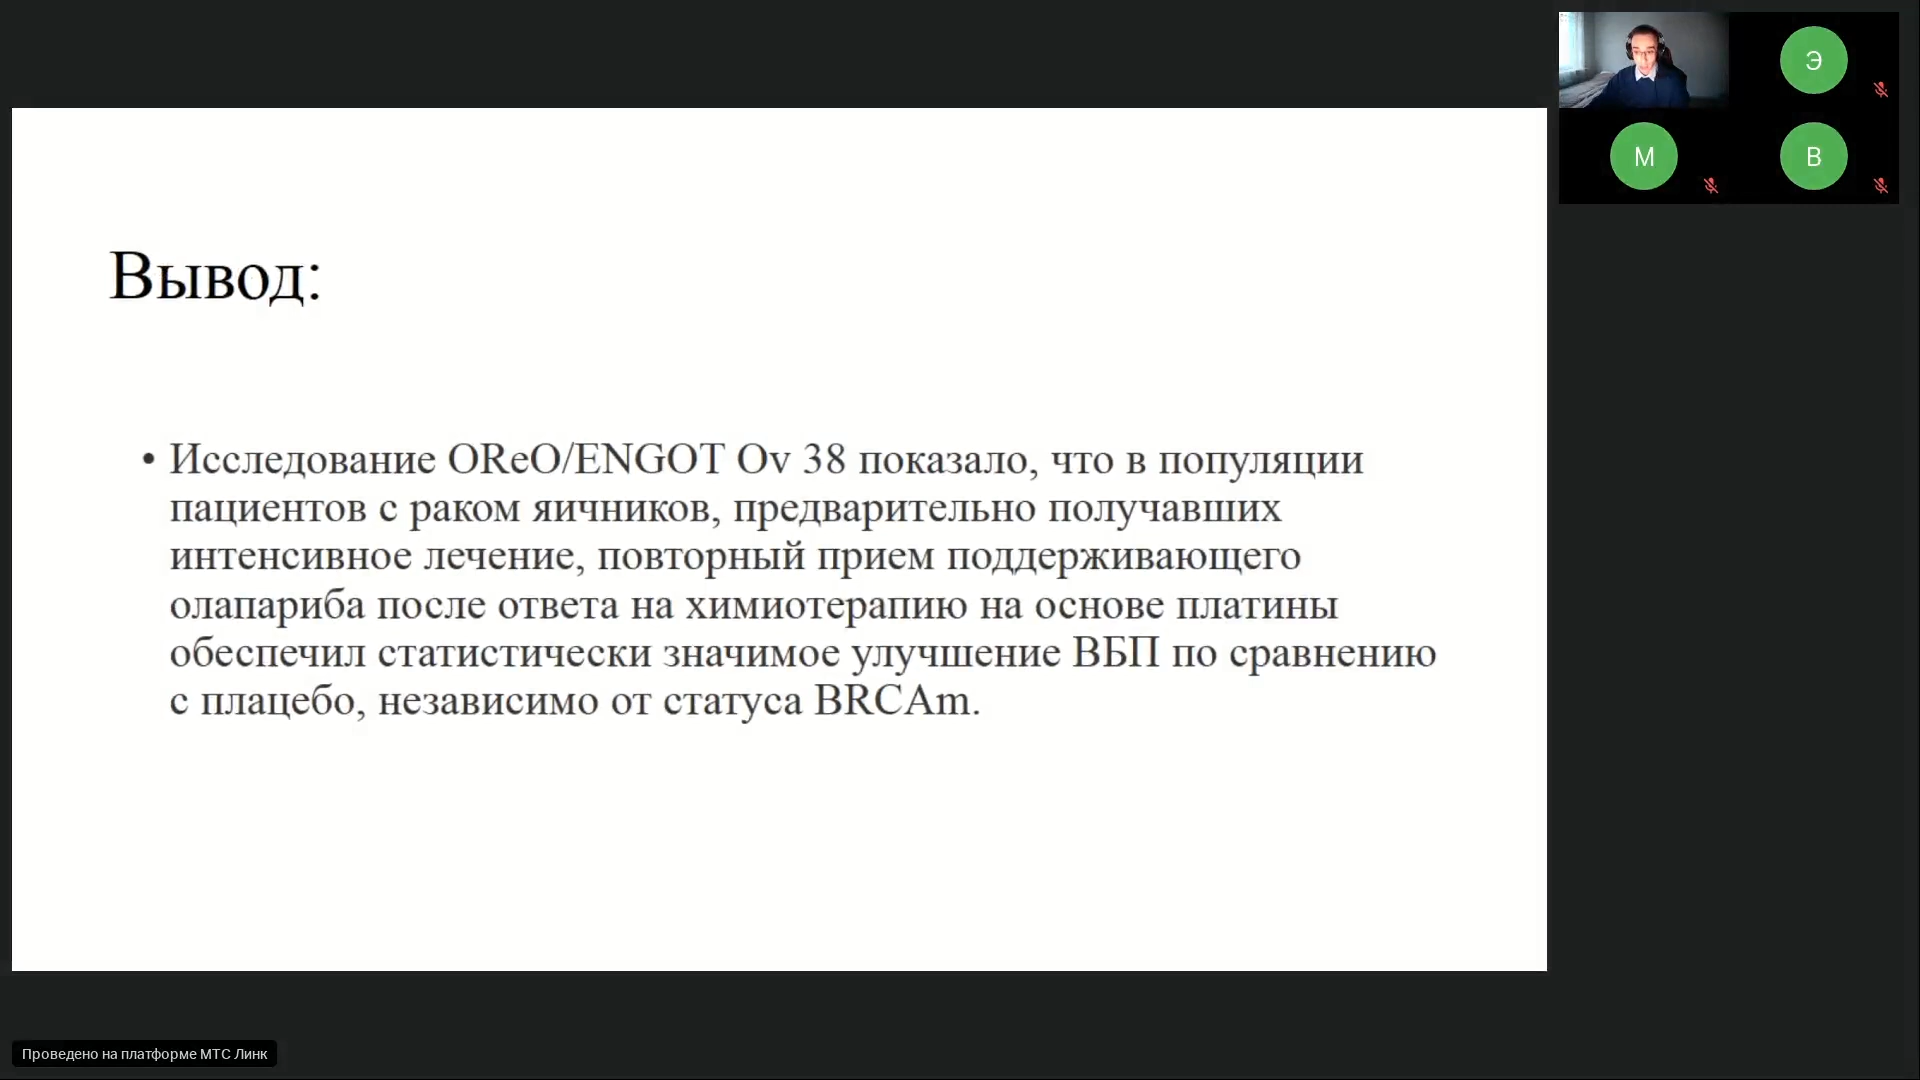 Э
М
В
Вывод:
• Исследование OReO/ENGOT Ov 38 показало, что в популяции
пациентов с раком яичников, предварительно получавших
интенсивное лечение, повторный прием поддерживающего
олапариба после ответа на химиотерапию на основе платины
обеспечил статистически значимое улучшение ВБП по сравнению
с плацебо, независимо от статуса BRCAm.
Проведено на платформе МТС Линк